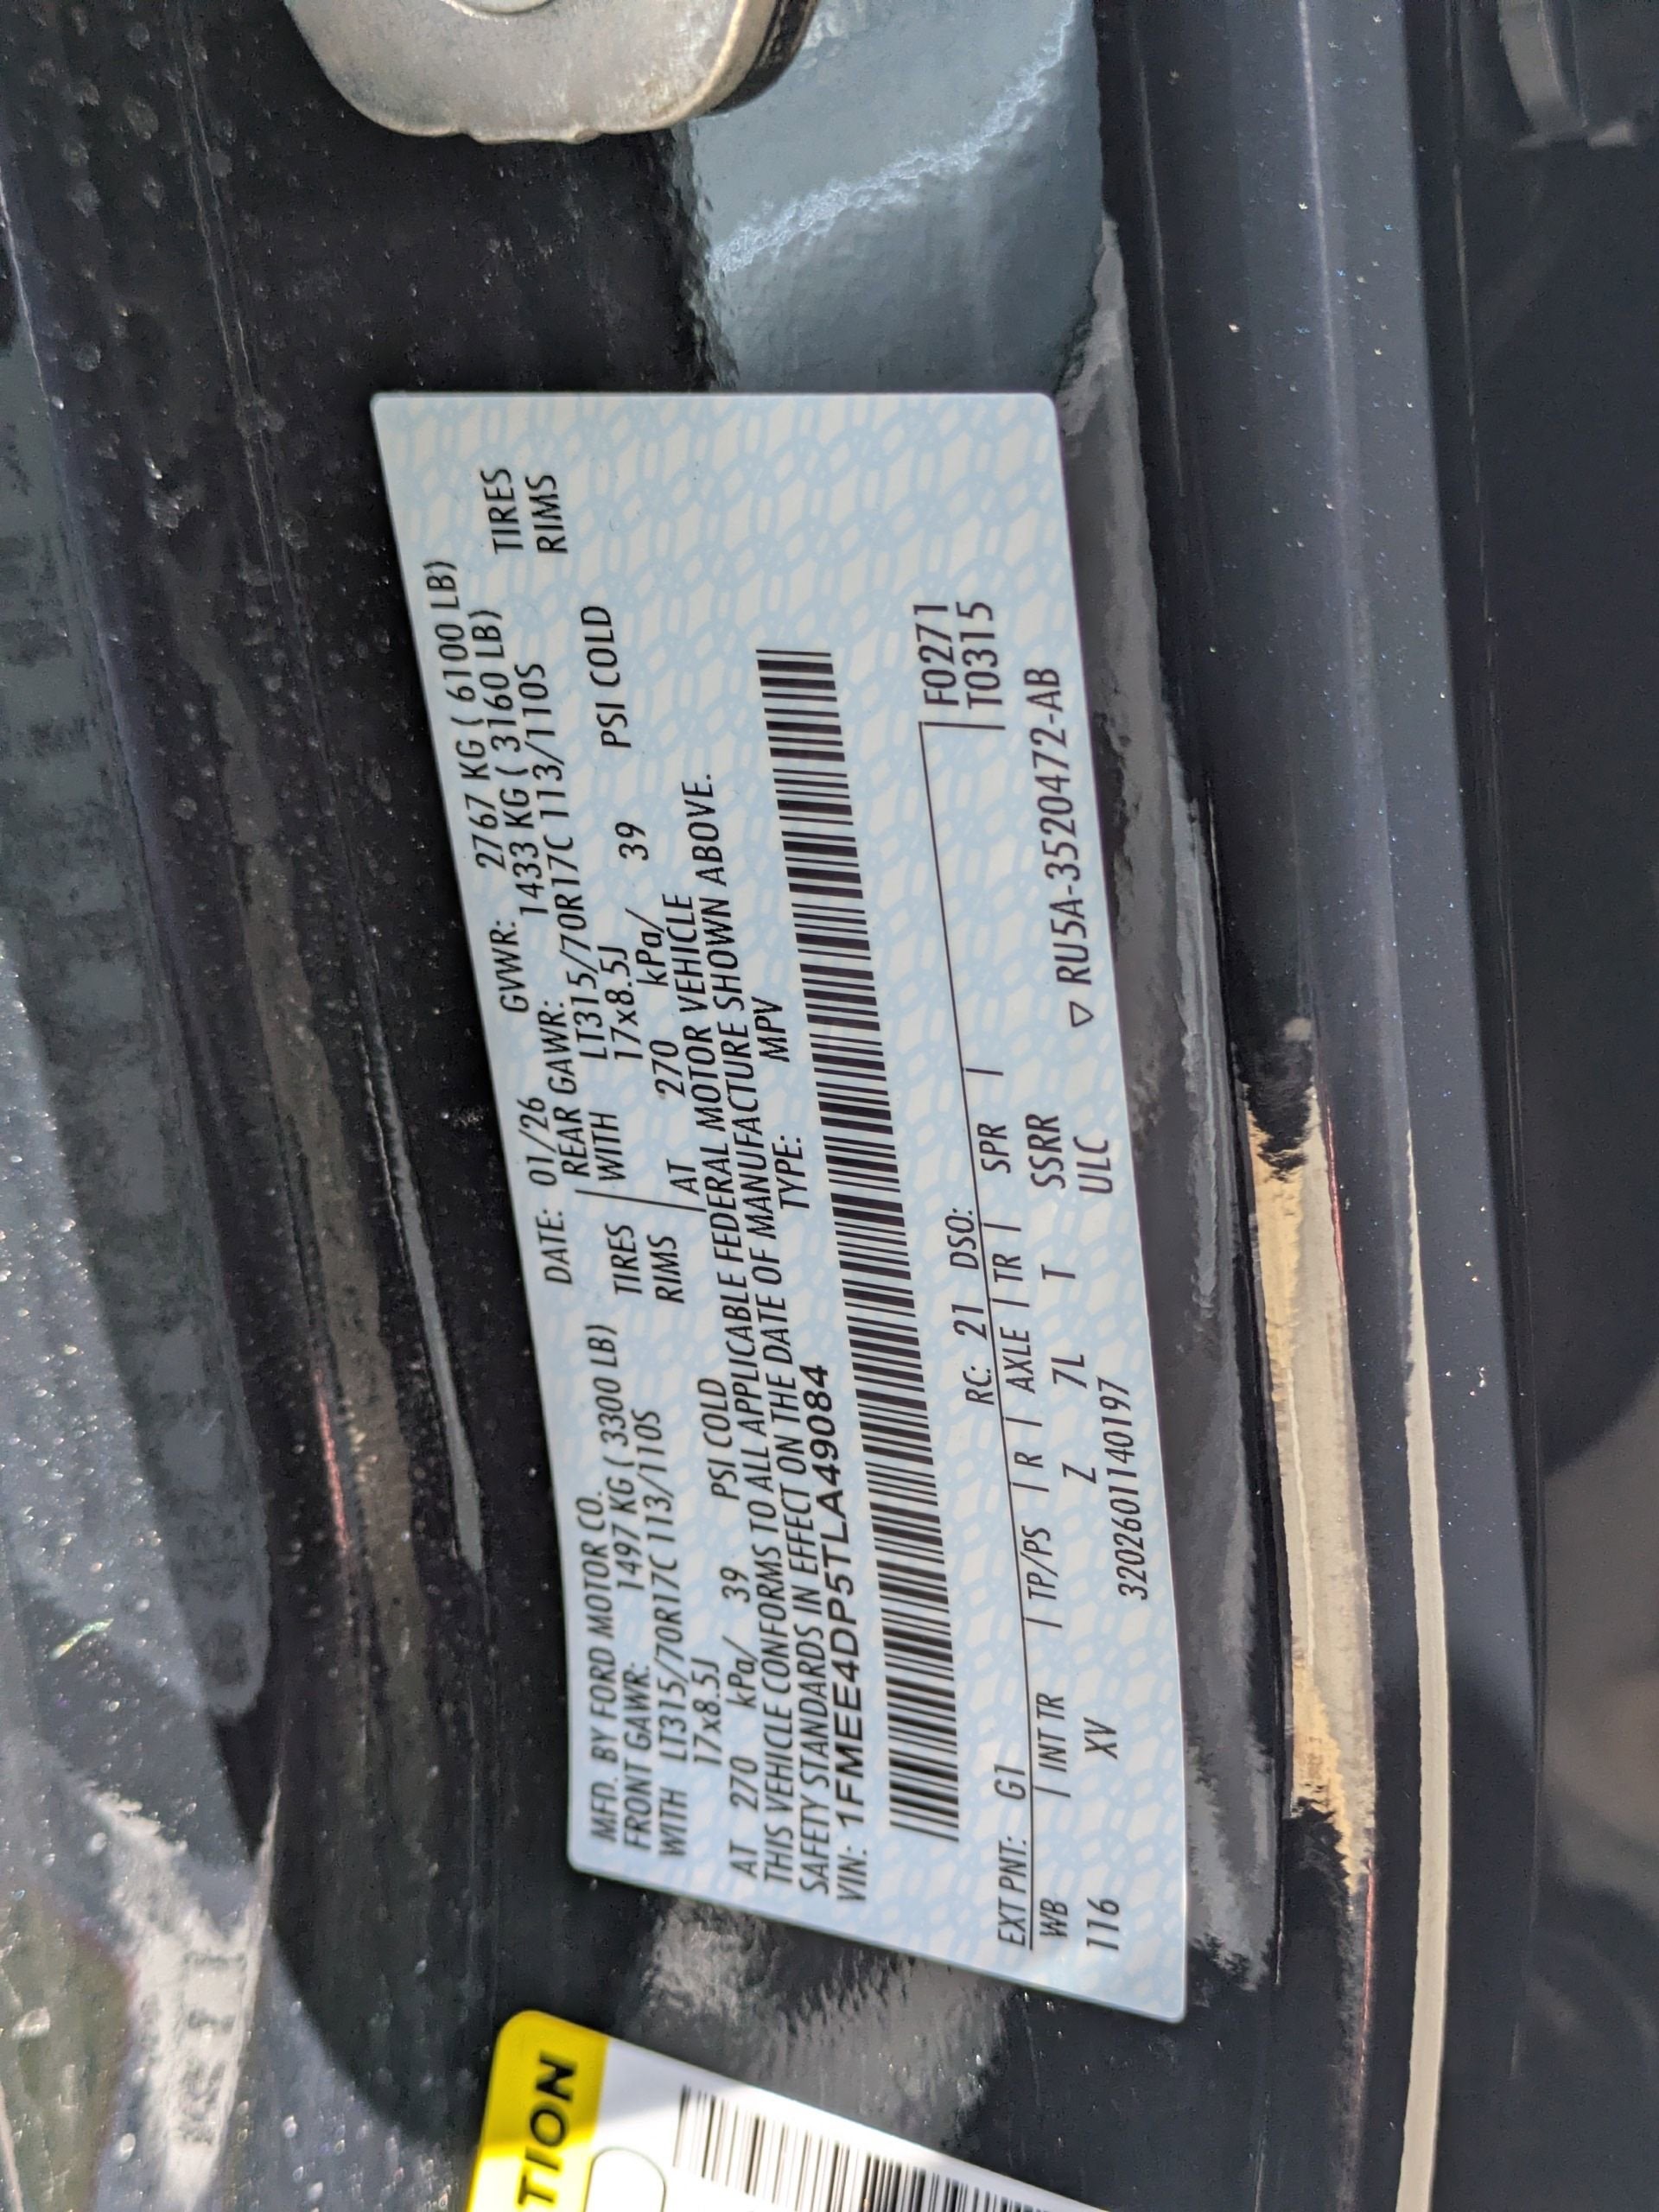 MFD. BY FORD MOTOR CO. DATE: 01/26 GVWR: 2767 KG ( 6100 LB)
FRONT GAWR: 1497 KG ( 3300 LB) REAR GAWR: 1433 KG ( 3160 LB)
WITH LT315/70R17C 113/110S TIRES WITH LT315/70R17C 113/110S TIRES
17x8.5J RIMS 17x8.5J RIMS
AT 270 kPa/ 39 PSI COLD AT 270 kPa/ 39 PSI COLD
THIS VEHICLE CONFORMS TO ALL APPLICABLE FEDERAL MOTOR VEHICLE
SAFETY STANDARDS IN EFFECT ON THE DATE OF MANUFACTURE SHOWN ABOVE.
VIN: 1FMEE4DP5TLA49084 TYPE: MPV
EXT PNT: G1 RC: 21 DSO: F0271
WB | INT TR | TP/PS | R | AXLE | TR | SPR | T0315
116 XV Z 7L T SSRR
3202601140197 ULC ▽ RU5A-3520472-AB
TION